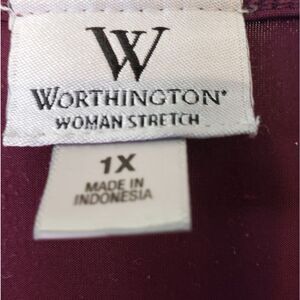 W
WORTHINGTON®
WOMAN STRETCH
1X
MADE IN
INDONESIA